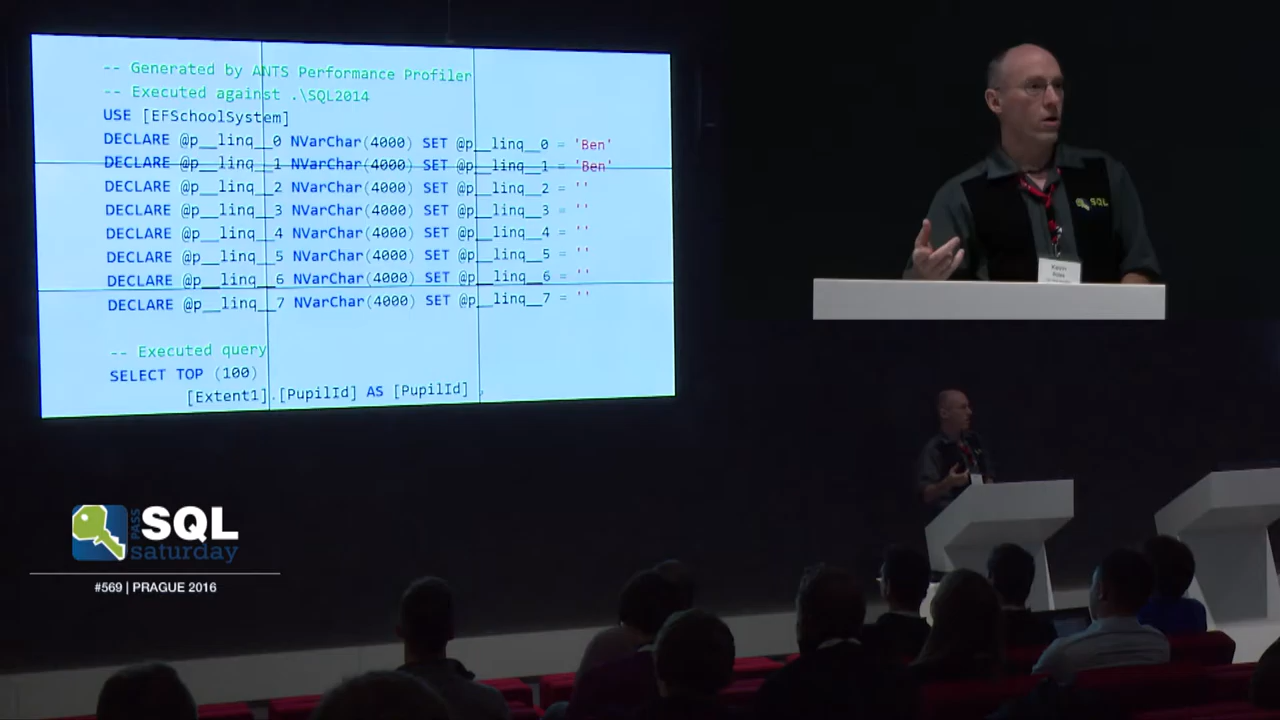 -- Generated by ANTS Performance Profiler
-- Executed against .\SQL2014
USE [EFSchoolSystem]
DECLARE @p__linq__0 NVarChar(4000) SET @p__linq__0 = 'Ben'
DECLARE @p__linq__1 NVarChar(4000) SET @p__linq__1 = 'Ben'
DECLARE @p__linq__2 NVarChar(4000) SET @p__linq__2 = ''
DECLARE @p__linq__3 NVarChar(4000) SET @p__linq__3 = ''
DECLARE @p__linq__4 NVarChar(4000) SET @p__linq__4 = ''
DECLARE @p__linq__5 NVarChar(4000) SET @p__linq__5 = ''
DECLARE @p__linq__6 NVarChar(4000) SET @p__linq__6 = ''
DECLARE @p__linq__7 NVarChar(4000) SET @p__linq__7 = ''
-- Executed query
SELECT TOP (100)
[Extent1].[PupilId] AS [PupilId] ,
SQL
PASS
SQL
saturday
#569 | PRAGUE 2016